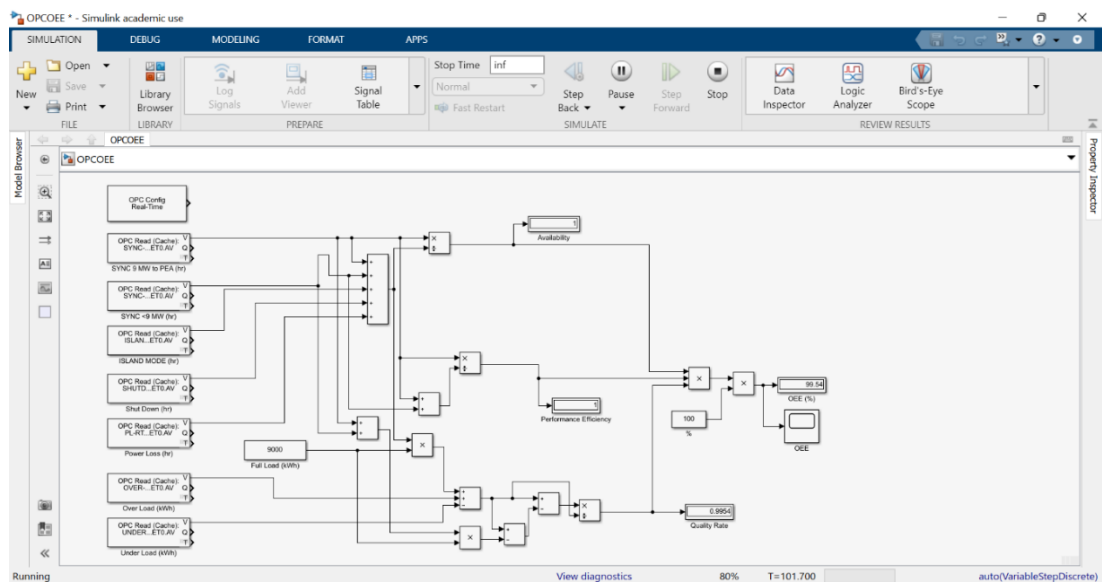 OPCOEE * - Simulink academic use
SIMULATION DEBUG MODELING FORMAT APPS
New
Open
Save
Print
FILE
Library Browser
LIBRARY
Log Signals
Add Viewer
Signal Table
PREPARE
Stop Time inf
Normal
Fast Restart
Step Back
Pause
Step Forward
Stop
SIMULATE
Data Inspector
Logic Analyzer
Bird's-Eye Scope
REVIEW RESULTS
Model Browser
OPCOEE
OPCOEE
Property Inspector
OPC Config
Real-Time
OPC Read (Cache): V
SYNC-...ET0.AV Q
T
SYNC 9 MW to PEA (hr)
OPC Read (Cache): V
SYNC-...ET0.AV Q
T
SYNC <9 MW (hr)
OPC Read (Cache): V
ISLAN...ET0.AV Q
T
ISLAND MODE (hr)
OPC Read (Cache): V
SHUTD...ET0.AV Q
T
Shut Down (hr)
OPC Read (Cache): V
PL-RT...ET0.AV Q
T
Power Loss (hr)
9000
Full Load (kWh)
OPC Read (Cache): V
OVER-...ET0.AV Q
T
Over Load (kWh)
OPC Read (Cache): V
UNDER...ET0.AV Q
T
Under Load (kWh)
1
Availability
1
Performance Efficiency
100
%
99.54
OEE (%)
OEE
0.9954
Quality Rate
Running View diagnostics 80% T=101.700 auto(VariableStepDiscrete)